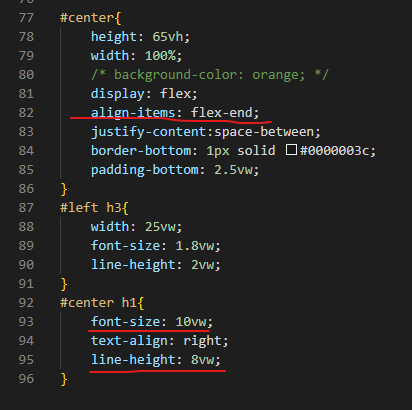 77 #center{
78 height: 65vh;
79 width: 100%;
80 /* background-color: orange; */
81 display: flex;
82 align-items: flex-end;
83 justify-content:space-between;
84 border-bottom: 1px solid #0000003c;
85 padding-bottom: 2.5vw;
86 }
87 #left h3{
88 width: 25vw;
89 font-size: 1.8vw;
90 line-height: 2vw;
91 }
92 #center h1{
93 font-size: 10vw;
94 text-align: right;
95 line-height: 8vw;
96 }